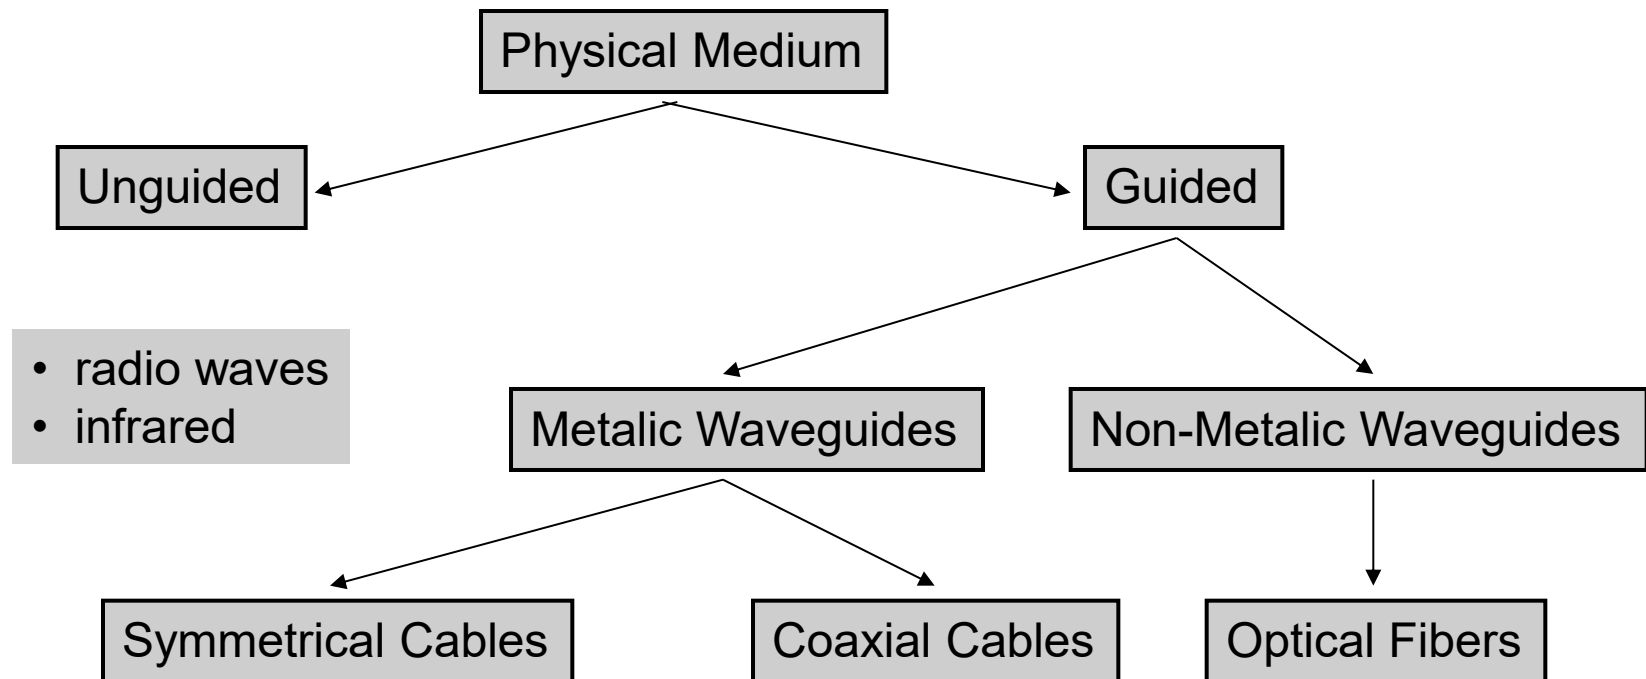 Physical Medium
Unguided
Guided
• radio waves
• infrared
Metalic Waveguides
Non-Metalic Waveguides
Symmetrical Cables
Coaxial Cables
Optical Fibers